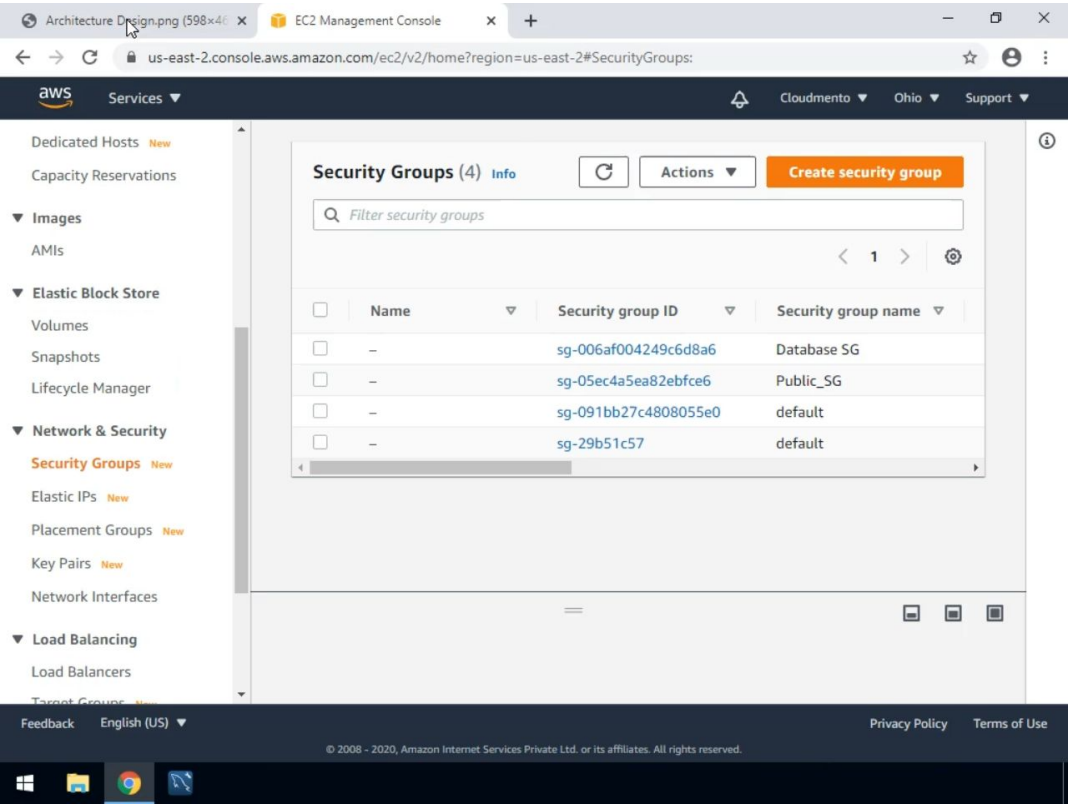 Architecture Design.png (598×46
EC2 Management Console
us-east-2.console.aws.amazon.com/ec2/v2/home?region=us-east-2#SecurityGroups:
aws Services Cloudmento Ohio Support
Dedicated Hosts New
Capacity Reservations
Images
AMIs
Elastic Block Store
Volumes
Snapshots
Lifecycle Manager
Network & Security
Security Groups New
Elastic IPs New
Placement Groups New
Key Pairs New
Network Interfaces
Load Balancing
Load Balancers
Target Groups New
Security Groups (4) Info
Actions
Create security group
Filter security groups
1
Name Security group ID Security group name
– sg-006af004249c6d8a6 Database SG
– sg-05ec4a5ea82ebfce6 Public_SG
– sg-091bb27c4808055e0 default
– sg-29b51c57 default
Feedback English (US) Privacy Policy Terms of Use
© 2008 - 2020, Amazon Internet Services Private Ltd. or its affiliates. All rights reserved.